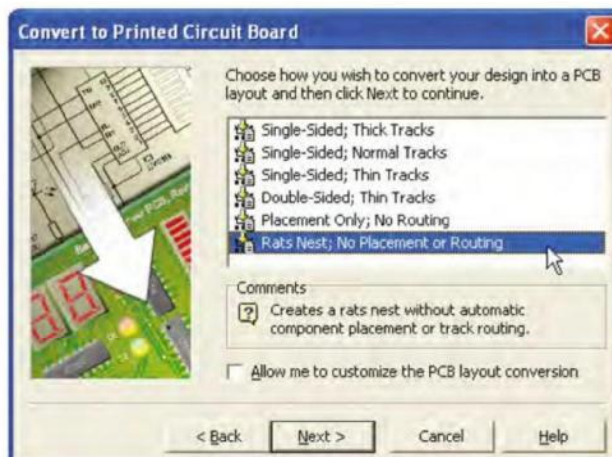 Convert to Printed Circuit Board
Choose how you wish to convert your design into a PCB
layout and then click Next to continue.
Single-Sided; Thick Tracks
Single-Sided; Normal Tracks
Single-Sided; Thin Tracks
Double-Sided; Thin Tracks
Placement Only; No Routing
Rats Nest; No Placement or Routing
Comments
Creates a rats nest without automatic
component placement or track routing.
Allow me to customize the PCB layout conversion
< Back
Next >
Cancel
Help